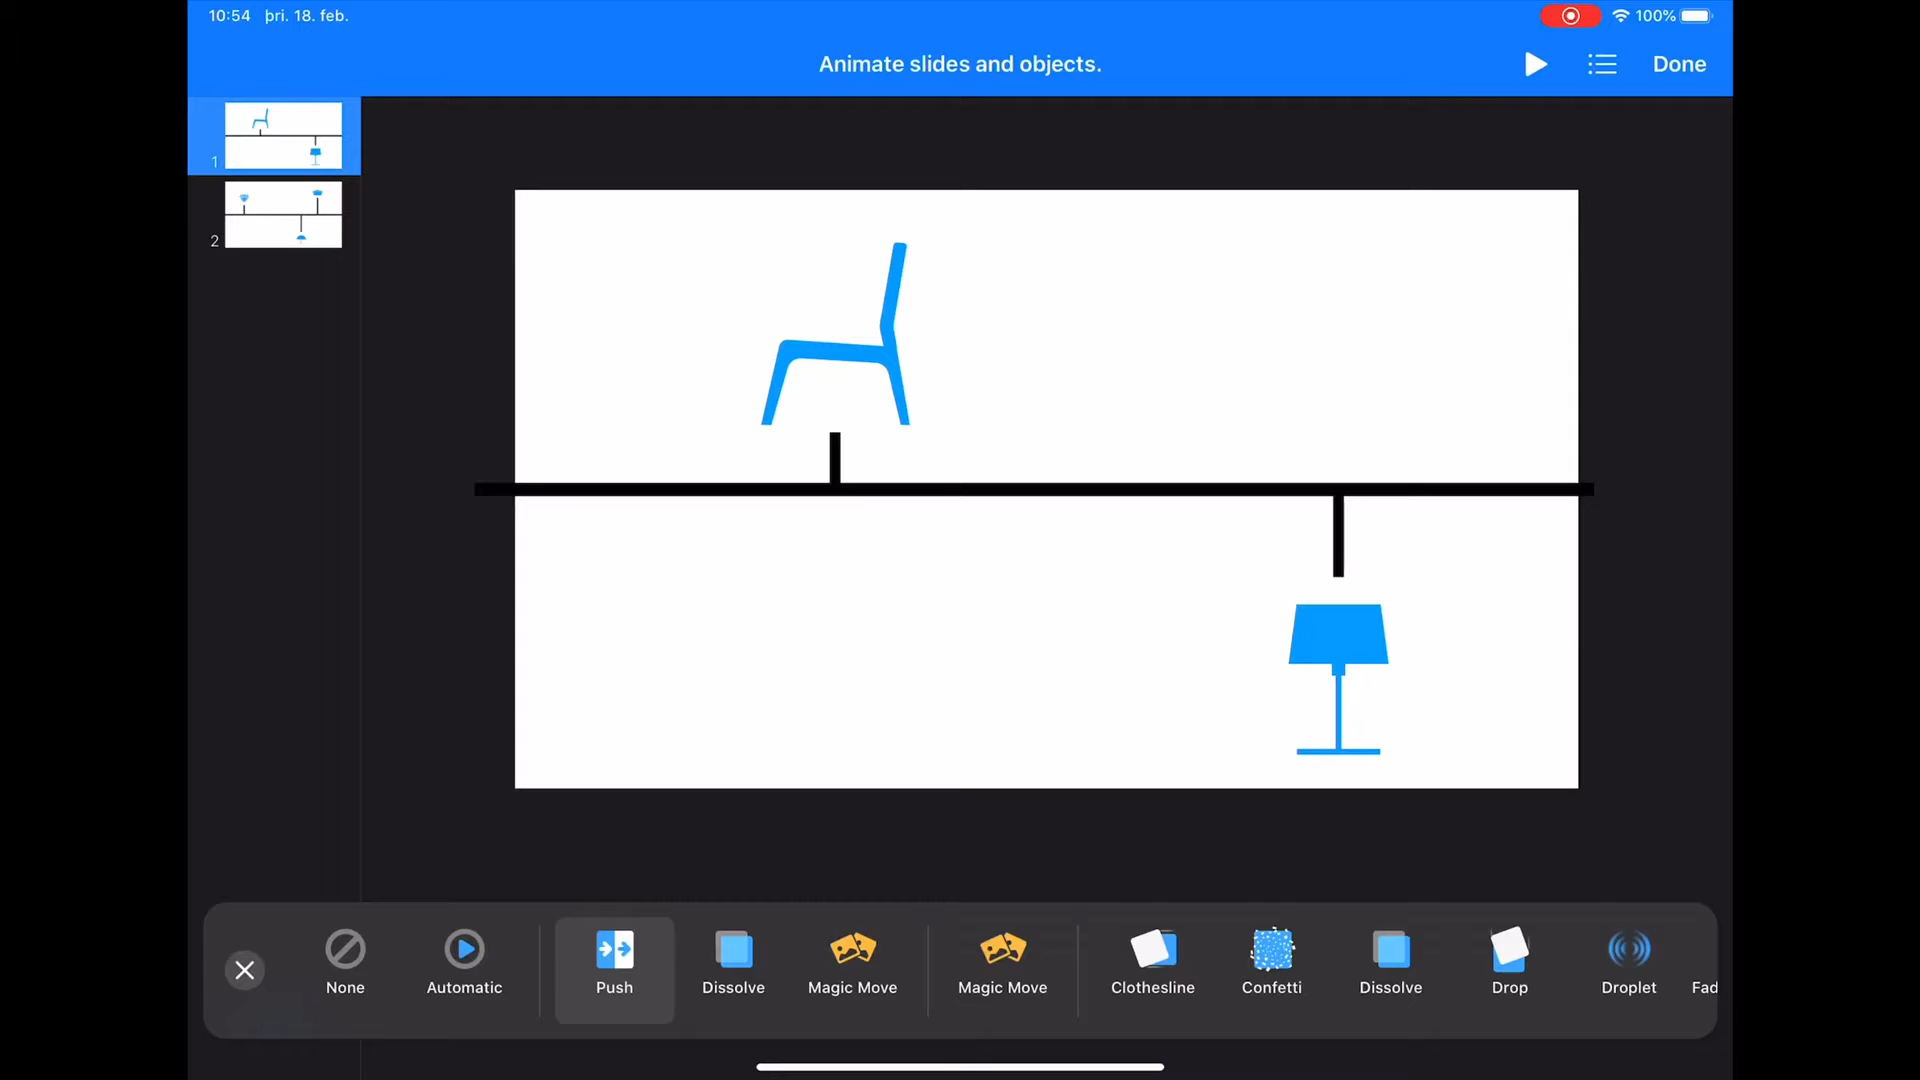 10:54 þri. 18. feb.
100%
Animate slides and objects.
Done
1
2
None
Automatic
Push
Dissolve
Magic Move
Magic Move
Clothesline
Confetti
Dissolve
Drop
Droplet
Fad